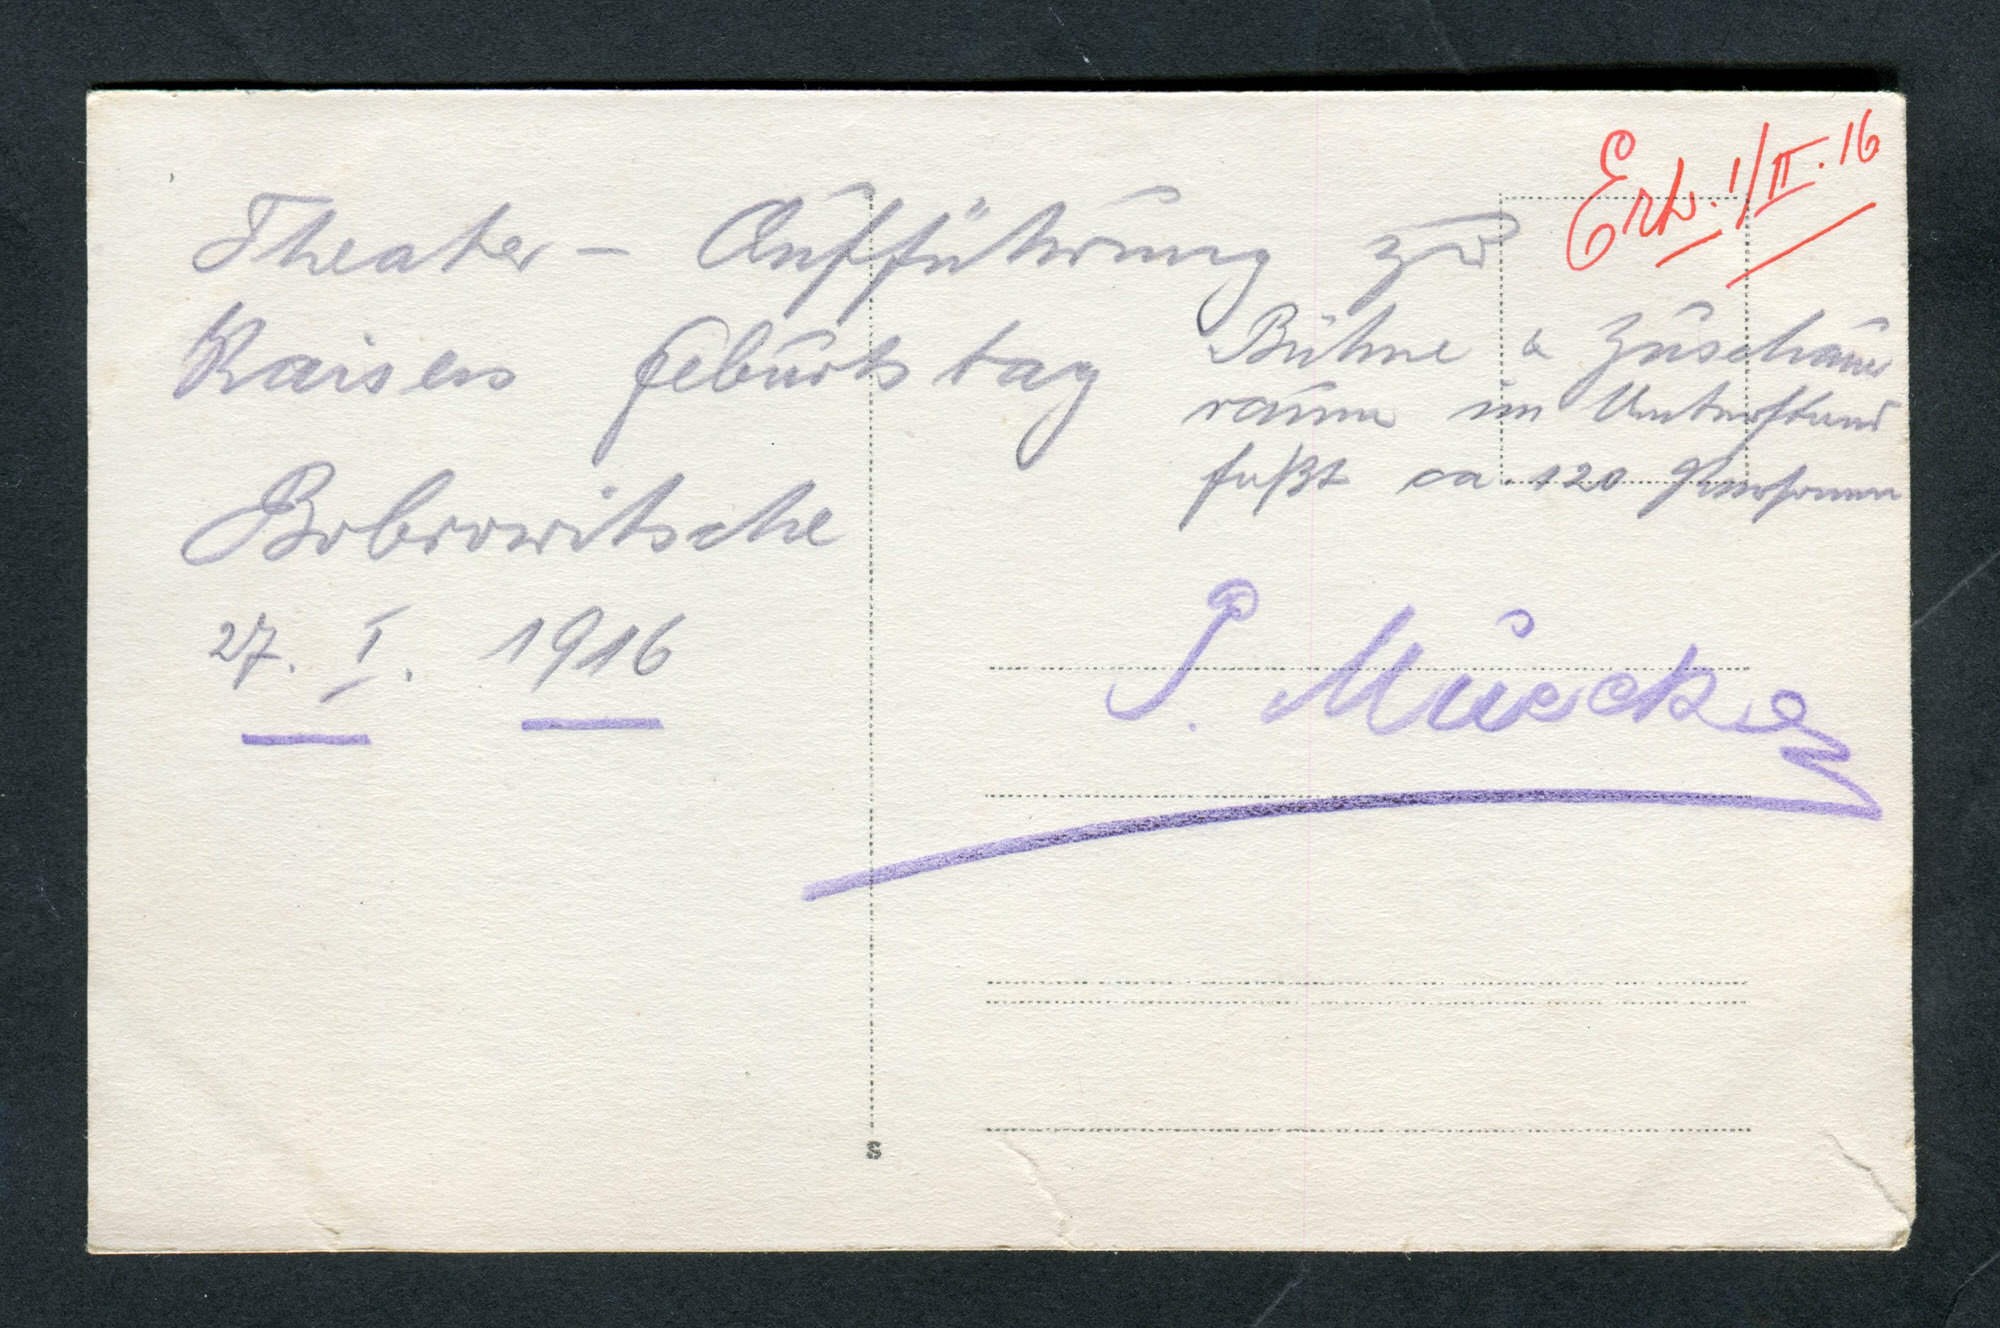 Erh. 1/II. 16
Theater - Aufführung zu
Kaisers Geburtstag
Bühne & Zuschauer
raum im Unterstand
faßt ca. 120 Personen
Bobrowitsche
27. I. 1916
P. Muecke
S